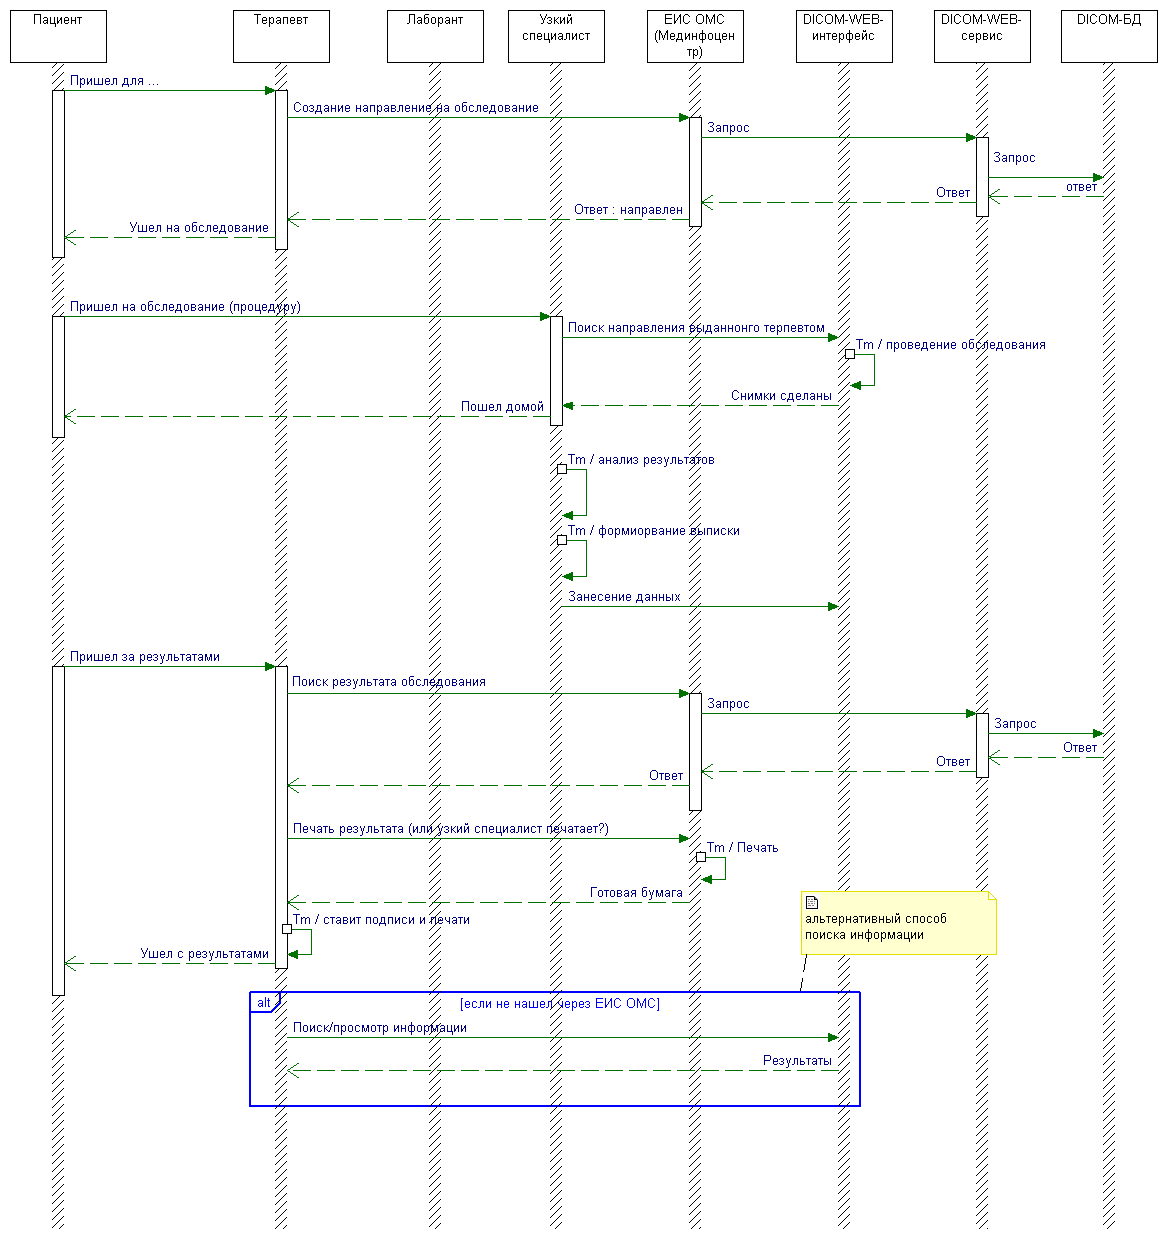 Пациент
Терапевт
Лаборант
Узкий
специалист
ЕИС ОМС
(Мединфоцен
тр)
DICOM-WEB-
интерфейс
DICOM-WEB-
сервис
DICOM-БД
Пришел для ...
Создание направление на обследование
Запрос
Запрос
ответ
Ответ
Ответ : направлен
Ушел на обследование
Пришел на обследование (процедуру)
Поиск направления выданнонго терпевтом
Tm / проведение обследования
Снимки сделаны
Пошел домой
Tm / анализ результатов
Tm / формиорвание выписки
Занесение данных
Пришел за результатами
Поиск результата обследования
Запрос
Запрос
Ответ
Ответ
Ответ
Печать результата (или узкий специалист печатает?)
Tm / Печать
Готовая бумага
альтернативный способ
поиска информации
Tm / ставит подписи и печати
Ушел с результатами
alt
[если не нашел через ЕИС ОМС]
Поиск/просмотр информации
Результаты